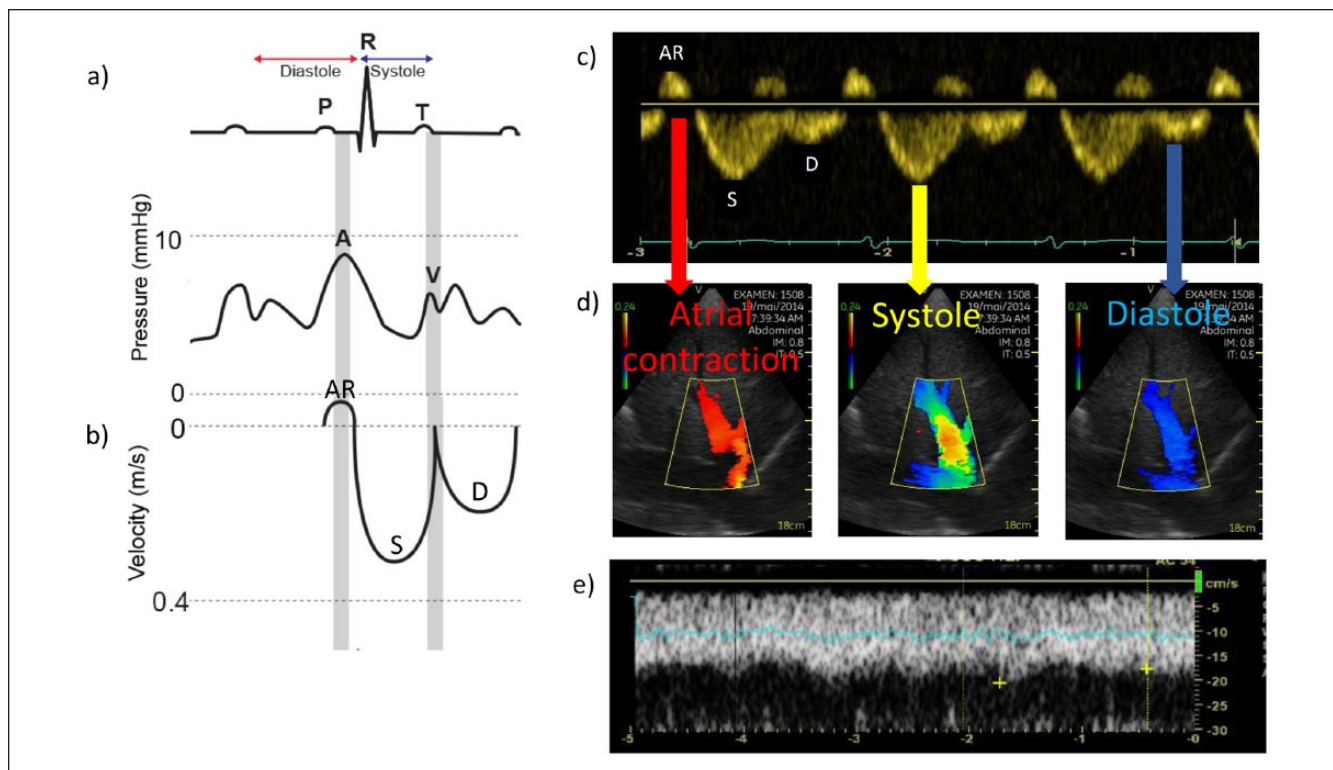 a)
R
Diastole
Systole
P
T
Pressure (mmHg)
10
A
V
0
b)
AR
0
Velocity (m/s)
D
S
0.4
c)
AR
D
S
-3
-2
-1
d)
V
0.24
EXAMEN: 1508
19/mai/2014
7:39:34 AM
Abdominal
IM: 0.8
IT: 0.5
Atrial
contraction
18cm
V
0.24
EXAMEN: 1508
19/mai/2014
7:39:34 AM
Abdominal
IM: 0.8
IT: 0.5
Systole
18cm
V
0.24
EXAMEN: 1508
19/mai/2014
7:39:34 AM
Abdominal
IM: 0.8
IT: 0.5
Diastole
18cm
e)
cm/s
-5
-10
-15
-20
-25
-30
-5
-4
-3
-2
-1
-0